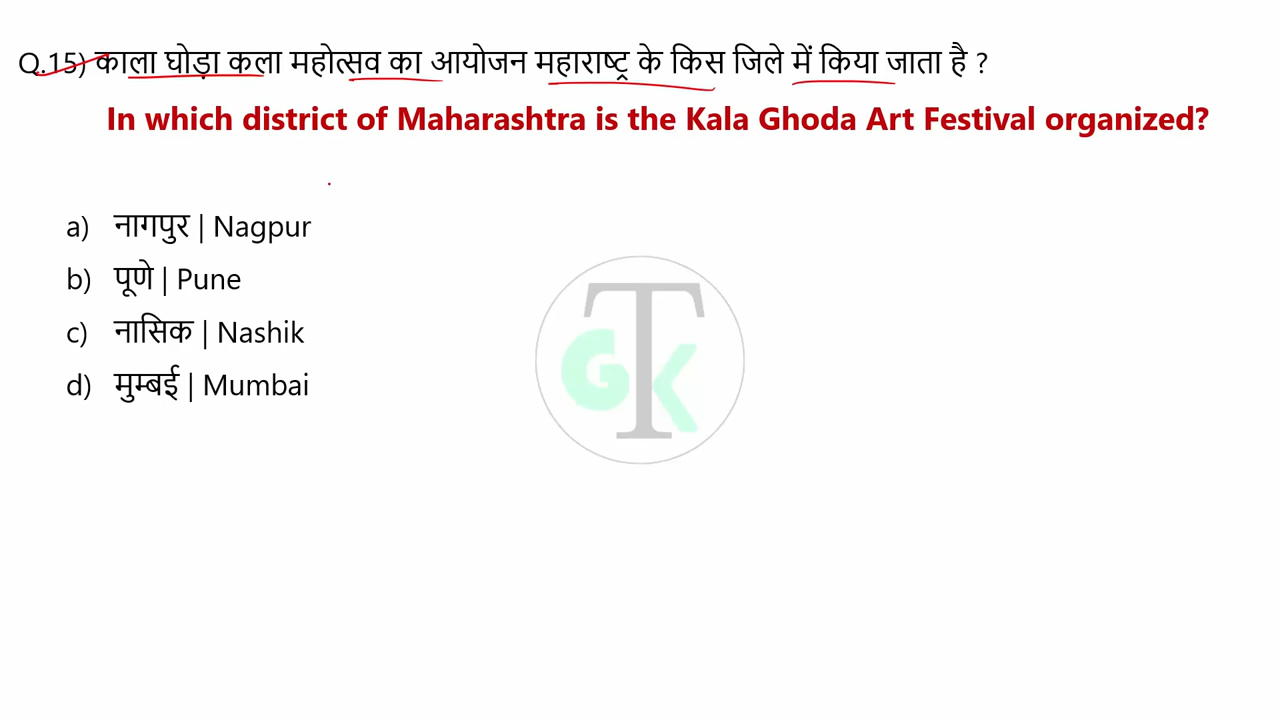 Q.15) काला घोड़ा कला महोत्सव का आयोजन महाराष्ट्र के किस जिले में किया जाता है ?
In which district of Maharashtra is the Kala Ghoda Art Festival organized?
a) नागपुर | Nagpur
b) पूणे | Pune
c) नासिक | Nashik
d) मुम्बई | Mumbai
GTK